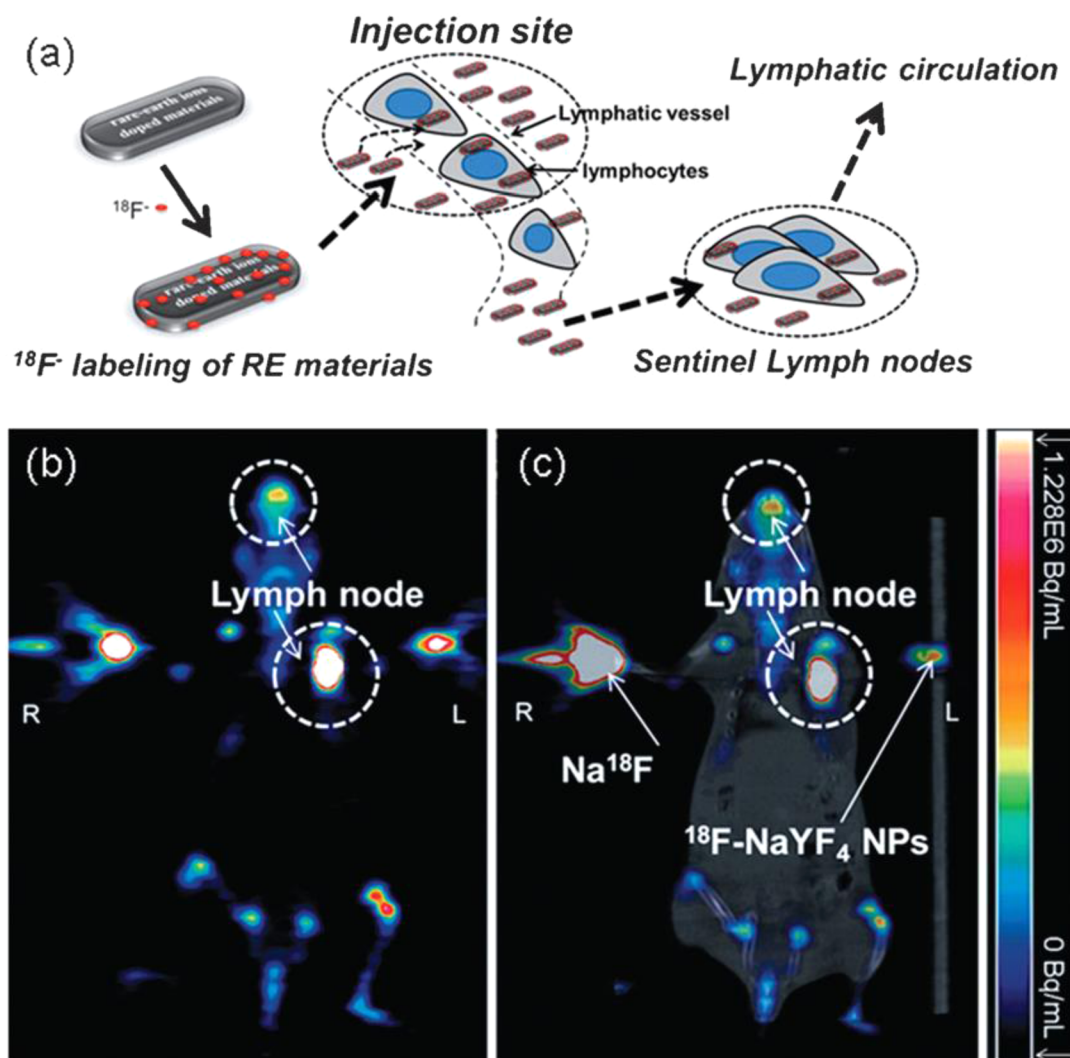 (a)
Injection site
Lymphatic circulation
rare-earth ions
doped materials
Lymphatic vessel
lymphocytes
¹⁸F⁻
rare-earth ions
doped materials
¹⁸F⁻ labeling of RE materials
Sentinel Lymph nodes
(b)
Lymph node
R
L
(c)
Lymph node
R
L
Na¹⁸F
¹⁸F-NaYF₄ NPs
1.228E6 Bq/mL
0 Bq/mL